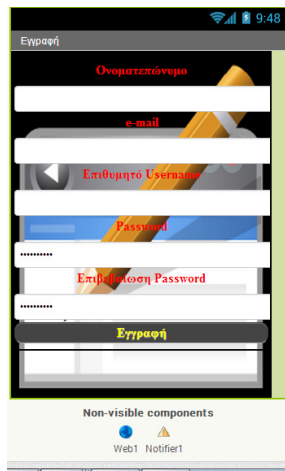 9:48
Εγγραφή
Ονοματεπώνυμο
e-mail
Επιθυμητό Username
Password
••••••••••
Επιβεβαίωση Password
••••••••••
Εγγραφή
Non-visible components
Web1 Notifier1